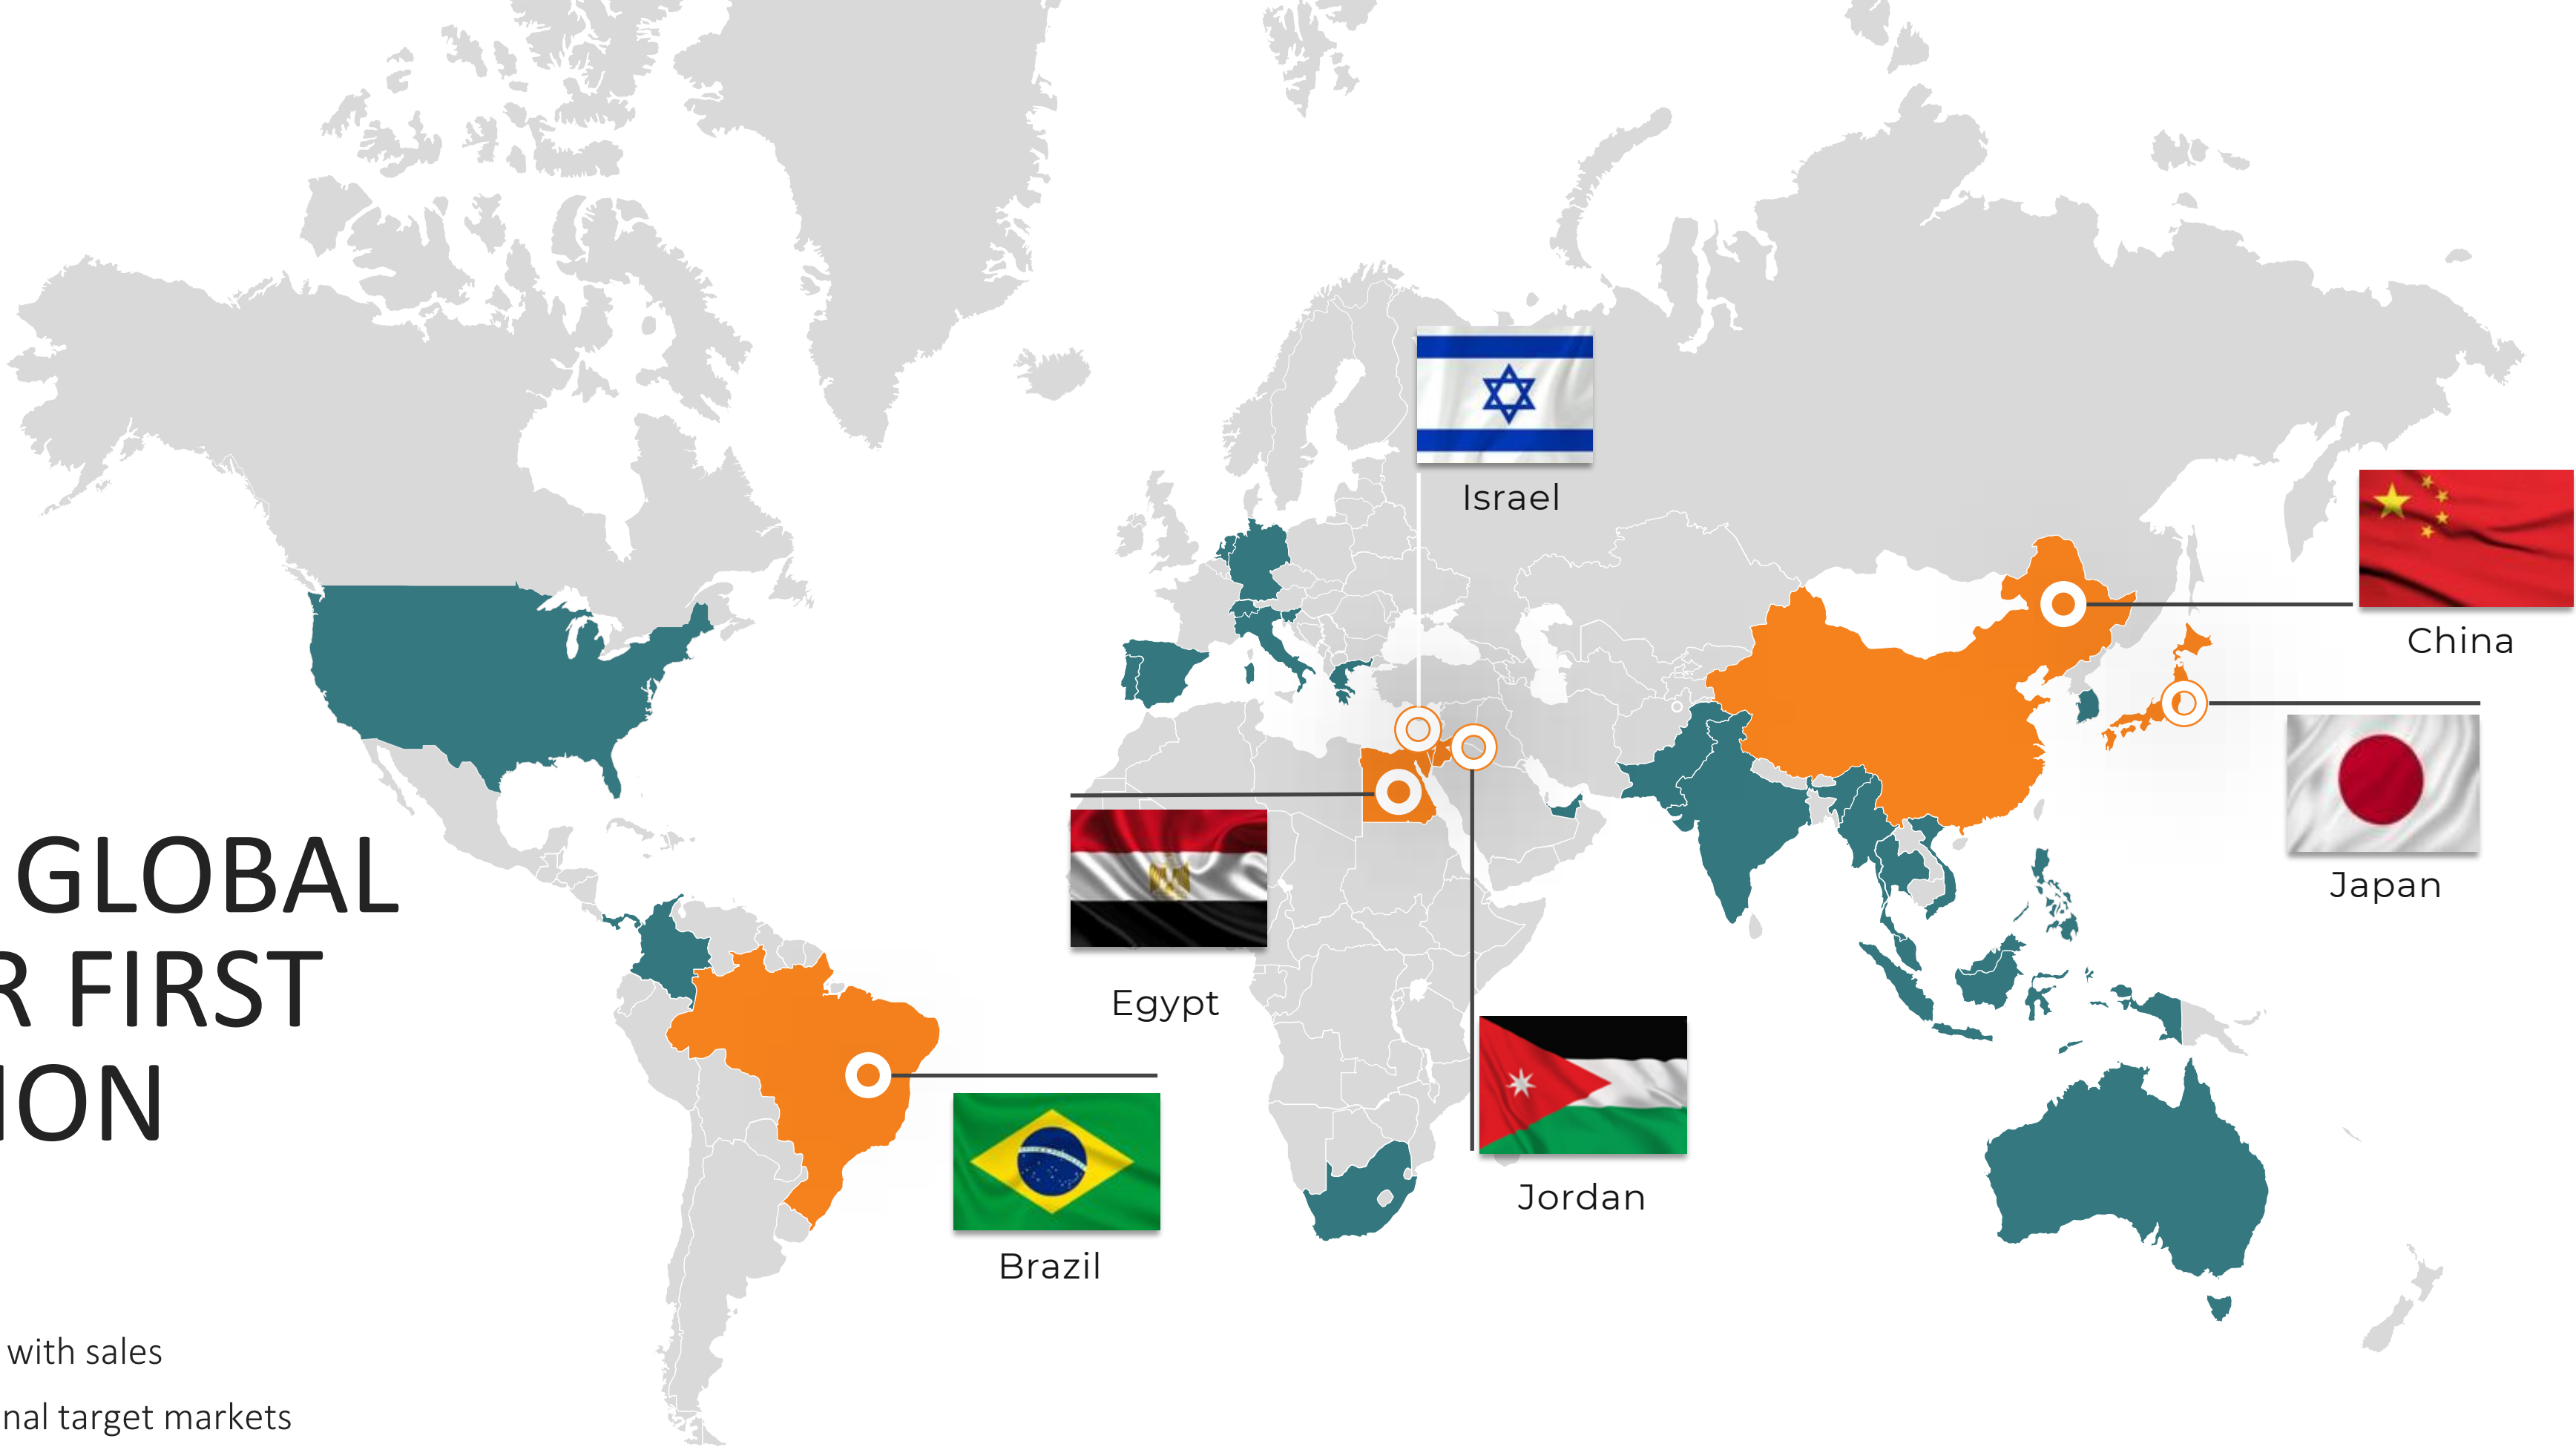 GLOBAL
R FIRST
ION
with sales
nal target markets
Israel
China
Japan
Egypt
Jordan
Brazil